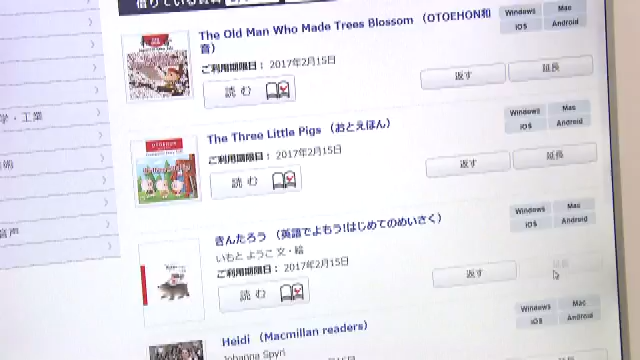 The Old Man Who Made Trees Blossom （OTOEHON和音）
Windows Mac
iOS Android
ご利用期限日： 2017年2月15日
読 む
返す
延長
The Three Little Pigs （おとえほん）
Windows Mac
iOS Android
ご利用期限日： 2017年2月15日
読 む
返す
延長
学・工業
音声
きんたろう （英語でよもう!はじめてのめいさく）
Windows Mac
iOS Android
いもと ようこ 文・絵
ご利用期限日： 2017年2月15日
読 む
返す
延長
Heidi （Macmillan readers）
Windows Mac
iOS Android
Johanna Spyri